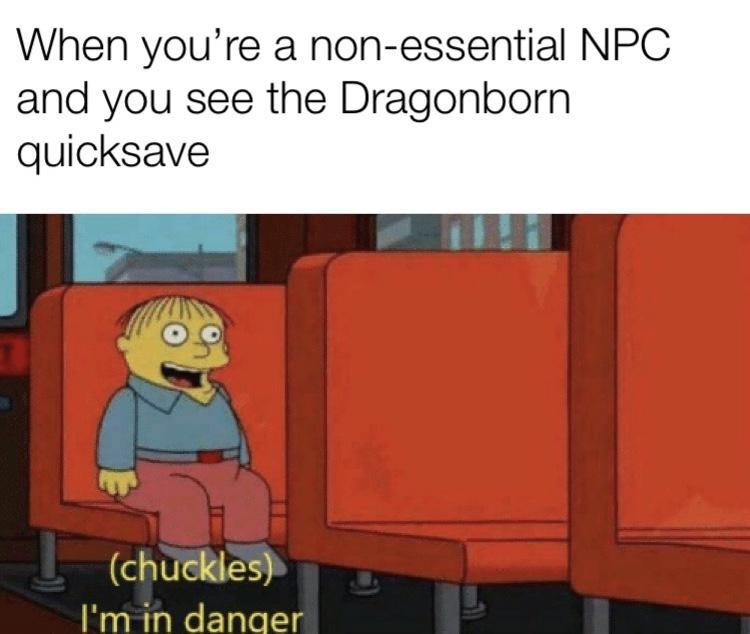 When you’re a non-essential NPC
and you see the Dragonborn
quicksave
(chuckles)
I'm in danger